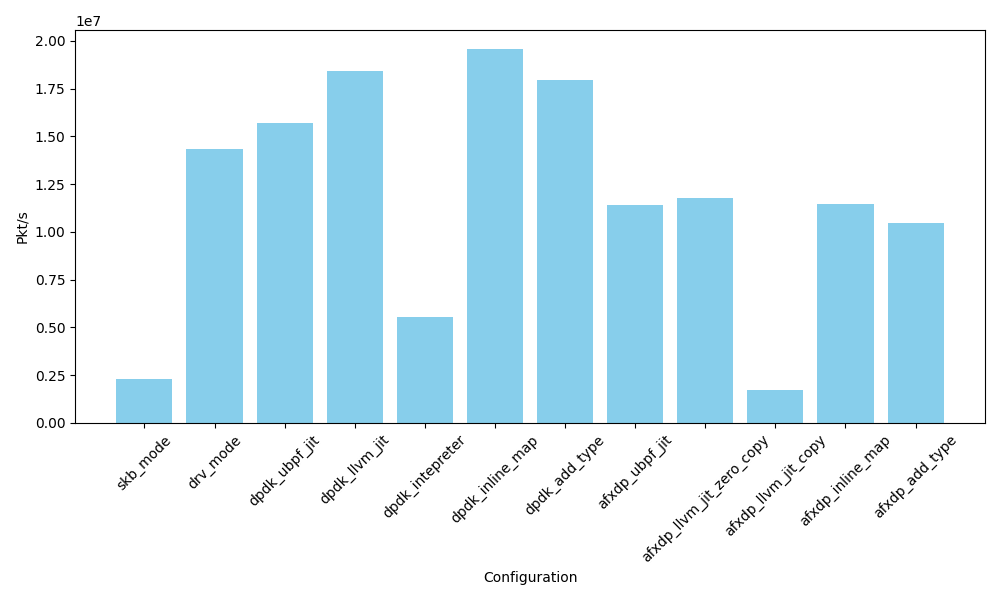 1e7
2.00
1.75
1.50
1.25
1.00
0.75
0.50
0.25
0.00
Pkt/s
skb_mode
drv_mode
dpdk_ubpf_jit
dpdk_llvm_jit
dpdk_intepreter
dpdk_inline_map
dpdk_add_type
afxdp_ubpf_jit
afxdp_llvm_jit_zero_copy
afxdp_llvm_jit_copy
afxdp_inline_map
afxdp_add_type
Configuration